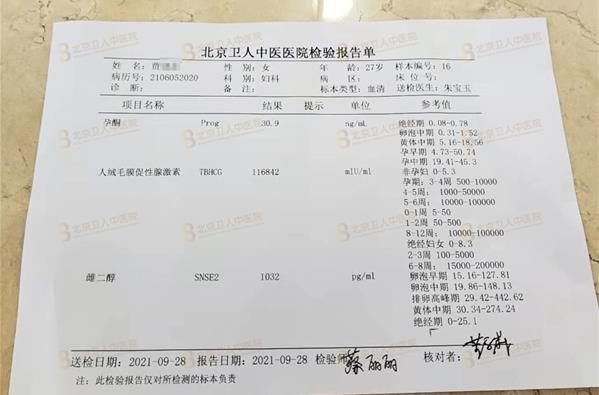 北京卫人中医医院检验报告单
姓 名: 曹 性 别: 女 年 龄: 27岁 样本编号: 16
病历号: 2106052020 科 别: 妇科 病 区: 床 位 号:
诊 断: 备 注: 标本类型: 血清 送检医生: 朱宝玉
项目名称 结果 提示 单位 参考值
孕酮 Prog 30.9 ng/mL 绝经期 0.08-0.78
卵泡中期 0.31-1.52
黄体中期 5.16-18.56
孕早期 4.73-50.74
孕中期 19.41-45.3
人绒毛膜促性腺激素 TBHCG 116842 mIU/ml 非孕妇 0-5.3
孕期: 3-4周 500-10000
4-5周: 1000-50000
5-6周: 10000-100000
0-1周 5-50
1-2周 50-500
8-12周: 10000-100000
绝经妇女 0-8.3
2-3周 100-5000
6-8周: 15000-200000
雌二醇 SNSE2 1032 pg/ml 卵泡早期 15.16-127.81
卵泡中期 19.86-148.13
排卵高峰期 29.42-442.62
黄体中期 30.34-274.24
绝经期 0-25.1
送检日期: 2021-09-28 报告日期: 2021-09-28 检验师: 蔡丽丽 核对者:
注: 此检验报告仅对所检测的标本负责
北京卫人中医院